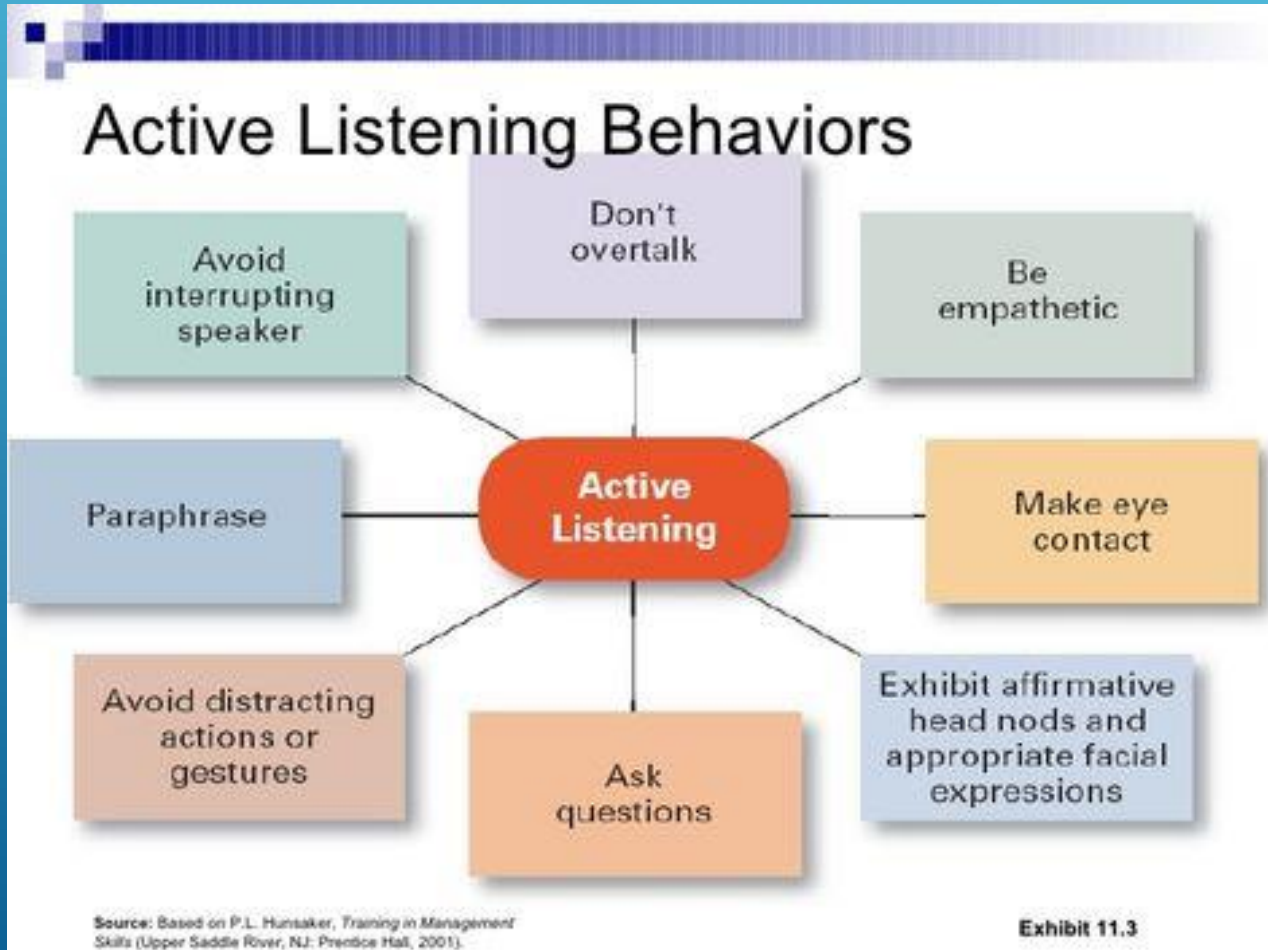 Active Listening Behaviors
Don't
overtalk
Avoid
interrupting
speaker
Be
empathetic
Paraphrase
Active
Listening
Make eye
contact
Avoid distracting
actions or
gestures
Ask
questions
Exhibit affirmative
head nods and
appropriate facial
expressions
Source: Based on P.L. Hunsaker, Training in Management
Skills (Upper Saddle River, NJ: Prentice Hall, 2001).
Exhibit 11.3